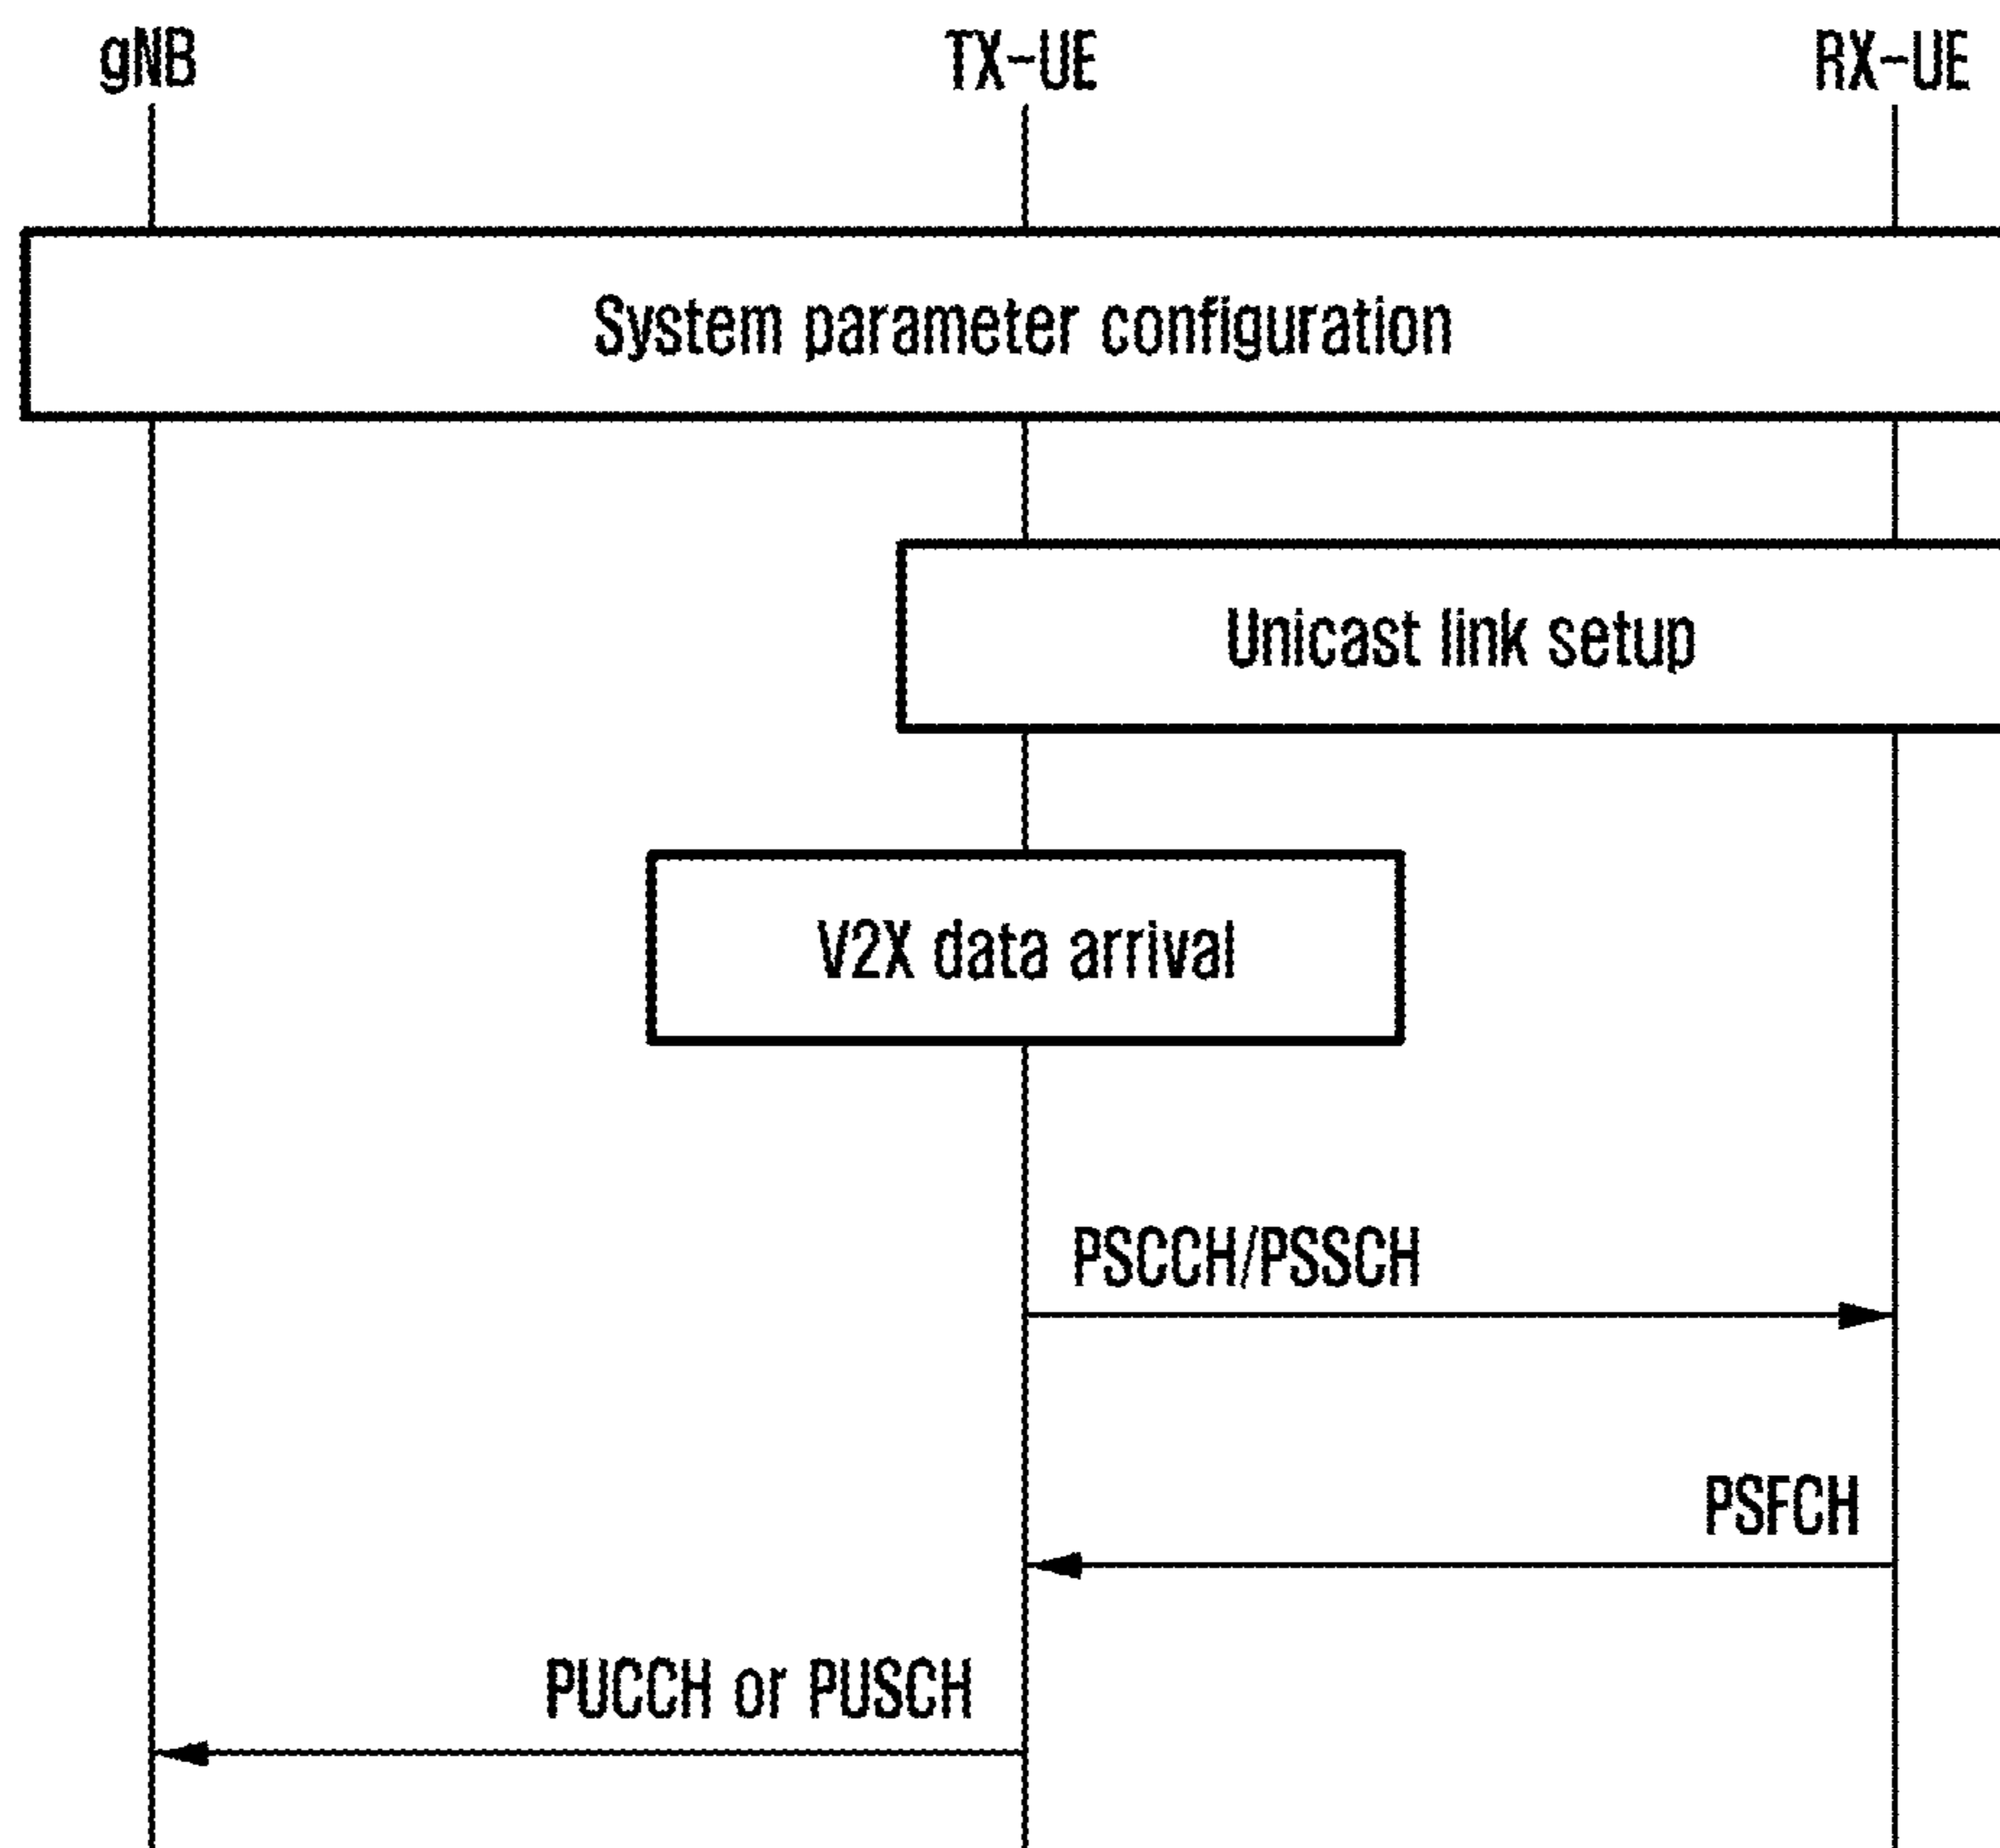 gNB TX-UE RX-UE
System parameter configuration
Unicast link setup
V2X data arrival
PSCCH/PSSCH
PSFCH
PUCCH or PUSCH